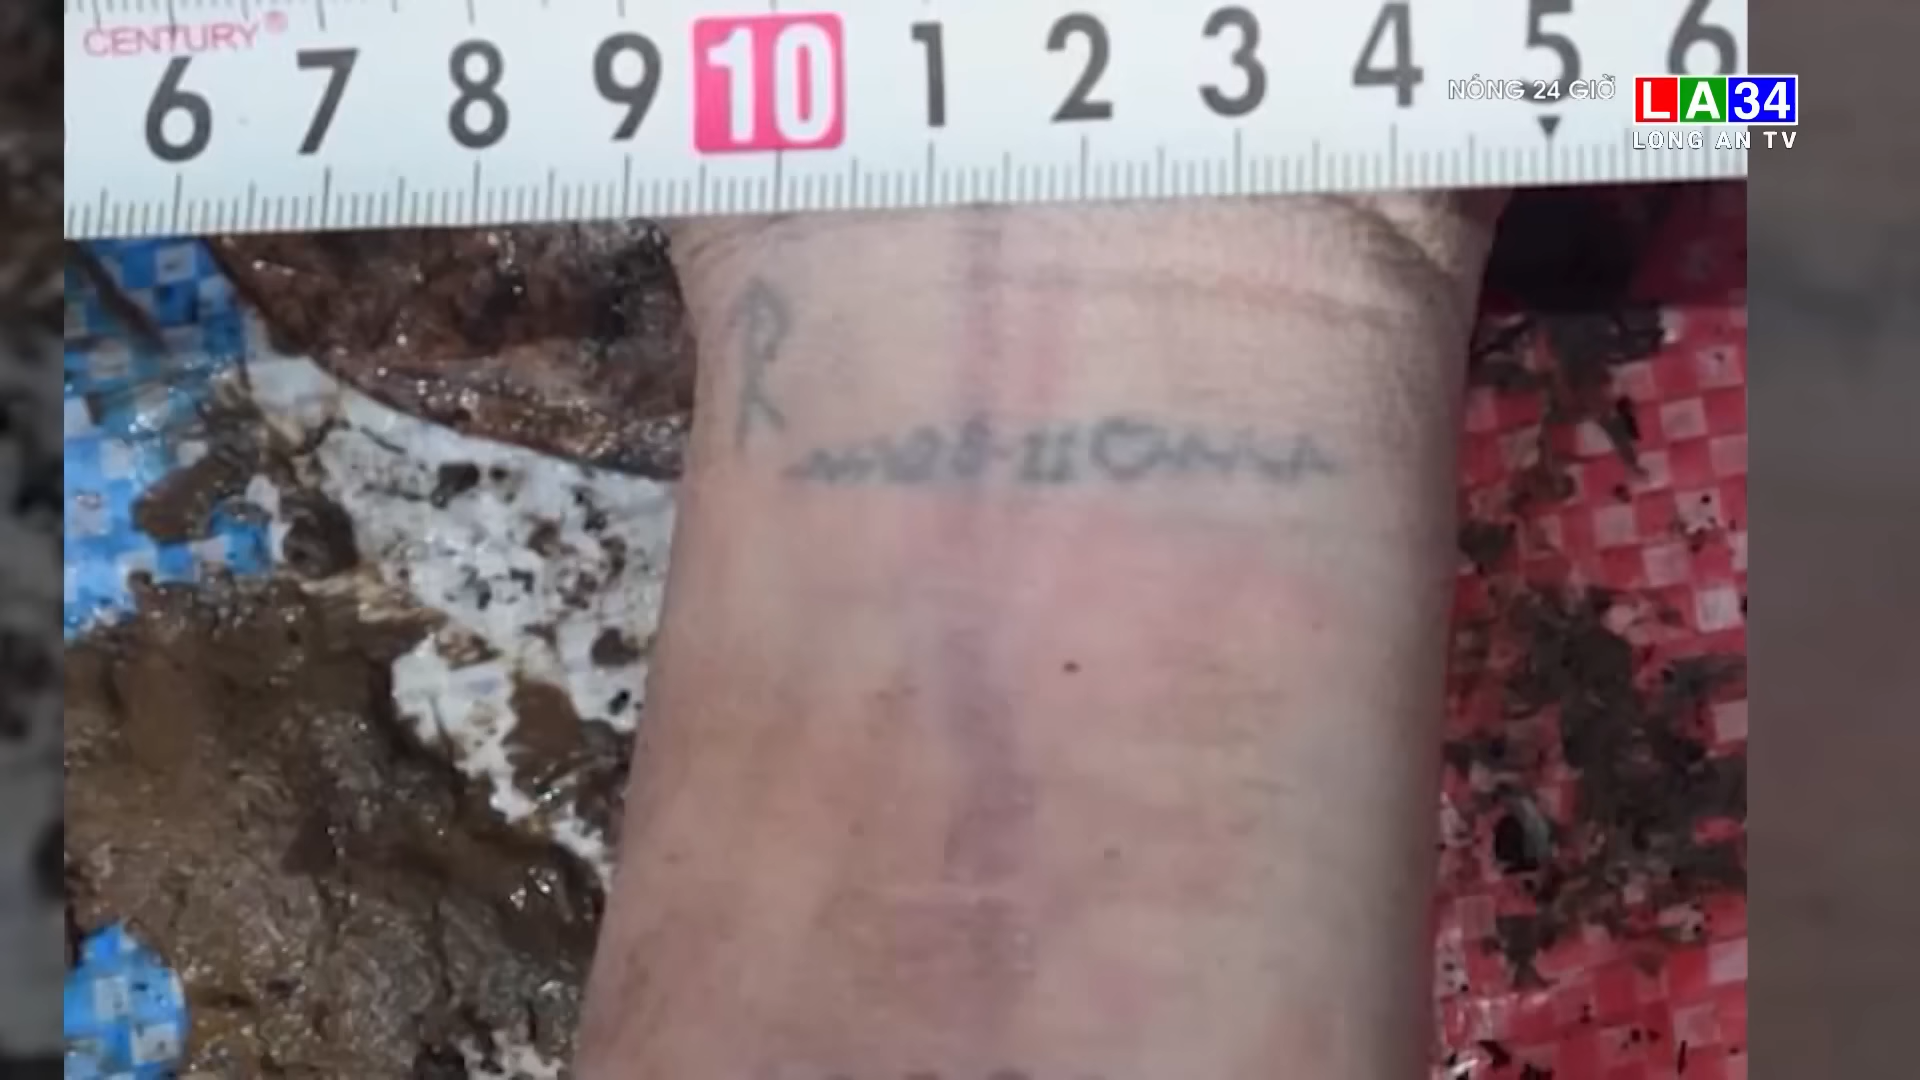 CENTURY®
6 7 8 9 10 1 2 3 4 5 6
NÓNG 24 GIỜ
LA34
LONG AN TV
R